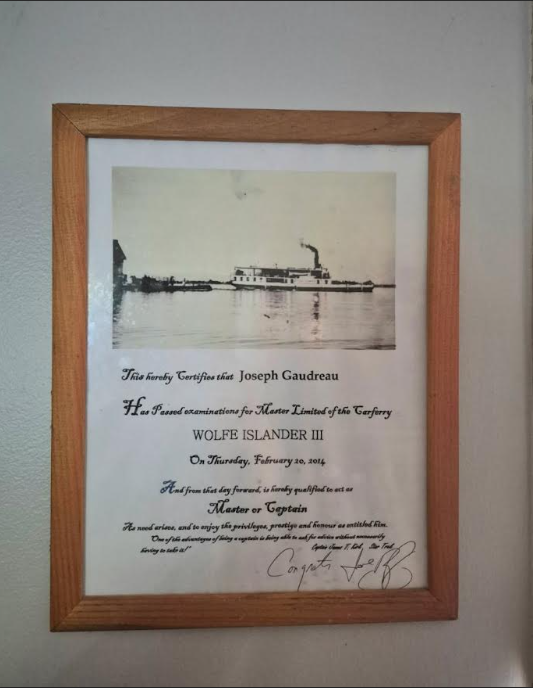 This hereby Certifies that Joseph Gaudreau
Has Passed examinations for Master Limited of the Carferry
WOLFE ISLANDER III
On Thursday, February 20, 2014
And from that day forward, is hereby qualified to act as
Master or Captain
As need arises, and to enjoy the privileges, prestige and honour as entitled him.
"One of the advantages of being a captain is being able to ask for advice without necessarily
having to take it!" Captain James T. Kirk, Star Trek
Congrats Joe